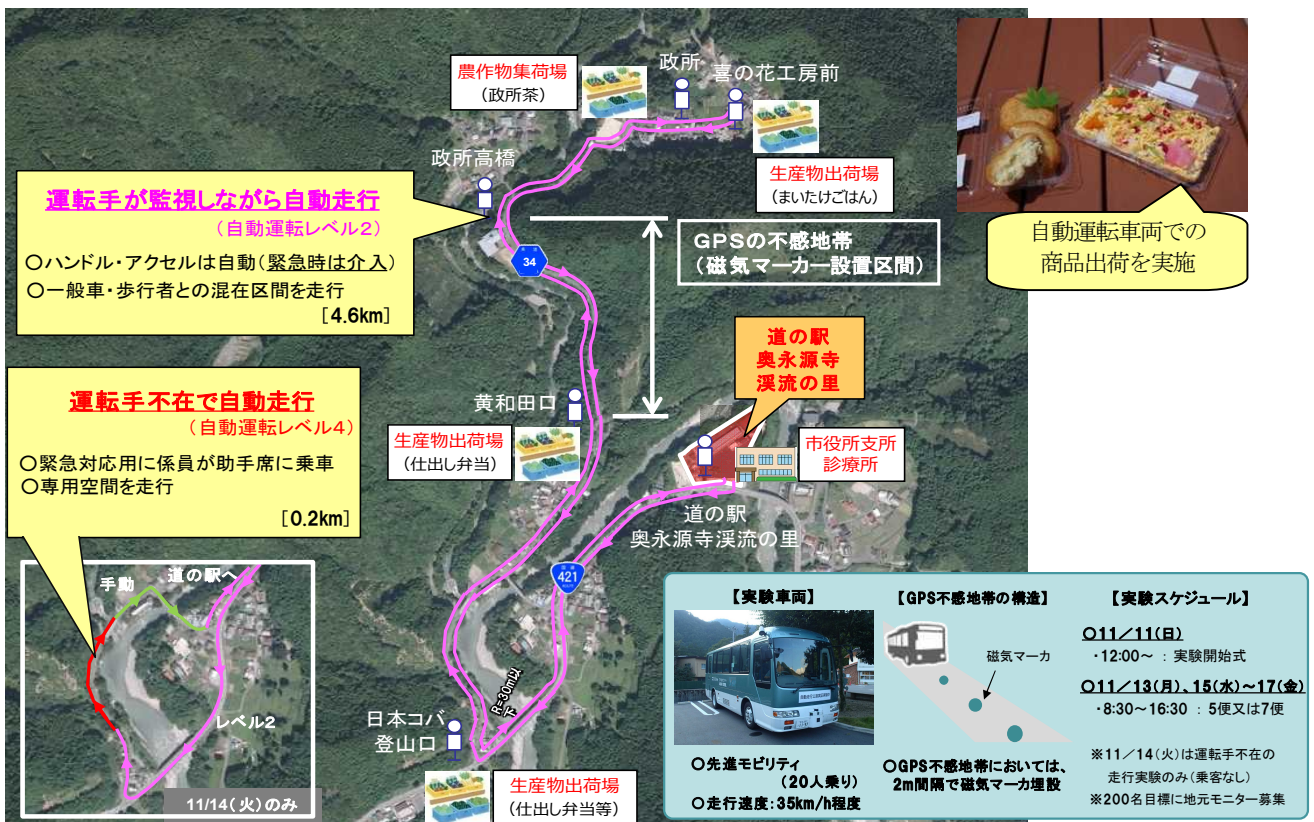 農作物集荷場
(政所茶)
政所
喜の花工房前
生産物出荷場
(まいたけごはん)
自動運転車両での
商品出荷を実施
政所高橋
運転手が監視しながら自動走行
(自動運転レベル2)
○ハンドル・アクセルは自動(緊急時は介入)
○一般車・歩行者との混在区間を走行
[4.6km]
34
GPSの不感地帯
(磁気マーカー設置区間)
道の駅
奥永源寺
渓流の里
運転手不在で自動走行
(自動運転レベル4)
○緊急対応用に係員が助手席に乗車
○専用空間を走行
[0.2km]
黄和田口
生産物出荷場
(仕出し弁当)
市役所支所
診療所
道の駅
奥永源寺渓流の里
421
手動
道の駅へ
レベル2
11/14(火)のみ
R=30m以下
日本コバ
登山口
生産物出荷場
(仕出し弁当等)
【実験車両】
○先進モビリティ
(20人乗り)
○走行速度:35km/h程度
【GPS不感地帯の構造】
磁気マーカ
○GPS不感地帯においては、
2m間隔で磁気マーカ埋設
【実験スケジュール】
○11/11(日)
・12:00~ : 実験開始式
○11/13(月)、15(水)~17(金)
・8:30~16:30 : 5便又は7便
※11/14(火)は運転手不在の
走行実験のみ(乗客なし)
※200名目標に地元モニター募集